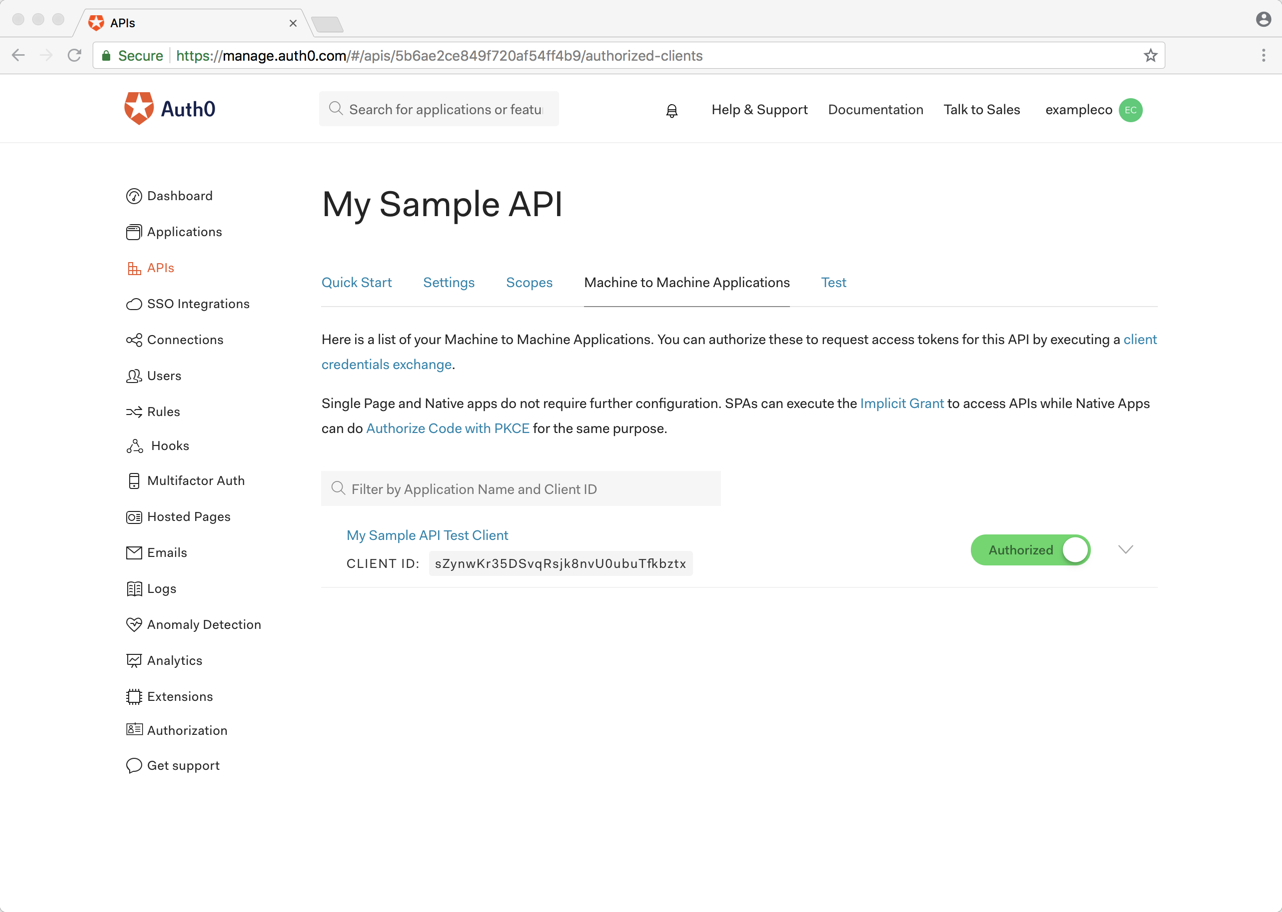 APIs
Secure https://manage.auth0.com/#/apis/5b6ae2ce849f720af54ff4b9/authorized-clients
Auth0
Search for applications or featu
Help & Support
Documentation
Talk to Sales
exampleco
EC
Dashboard
Applications
APIs
SSO Integrations
Connections
Users
Rules
Hooks
Multifactor Auth
Hosted Pages
Emails
Logs
Anomaly Detection
Analytics
Extensions
Authorization
Get support
My Sample API
Quick Start
Settings
Scopes
Machine to Machine Applications
Test
Here is a list of your Machine to Machine Applications. You can authorize these to request access tokens for this API by executing a client
credentials exchange.
Single Page and Native apps do not require further configuration. SPAs can execute the Implicit Grant to access APIs while Native Apps
can do Authorize Code with PKCE for the same purpose.
Filter by Application Name and Client ID
My Sample API Test Client
CLIENT ID: sZynwKr35DSvqRsjk8nvU0ubuTfkbztx
Authorized